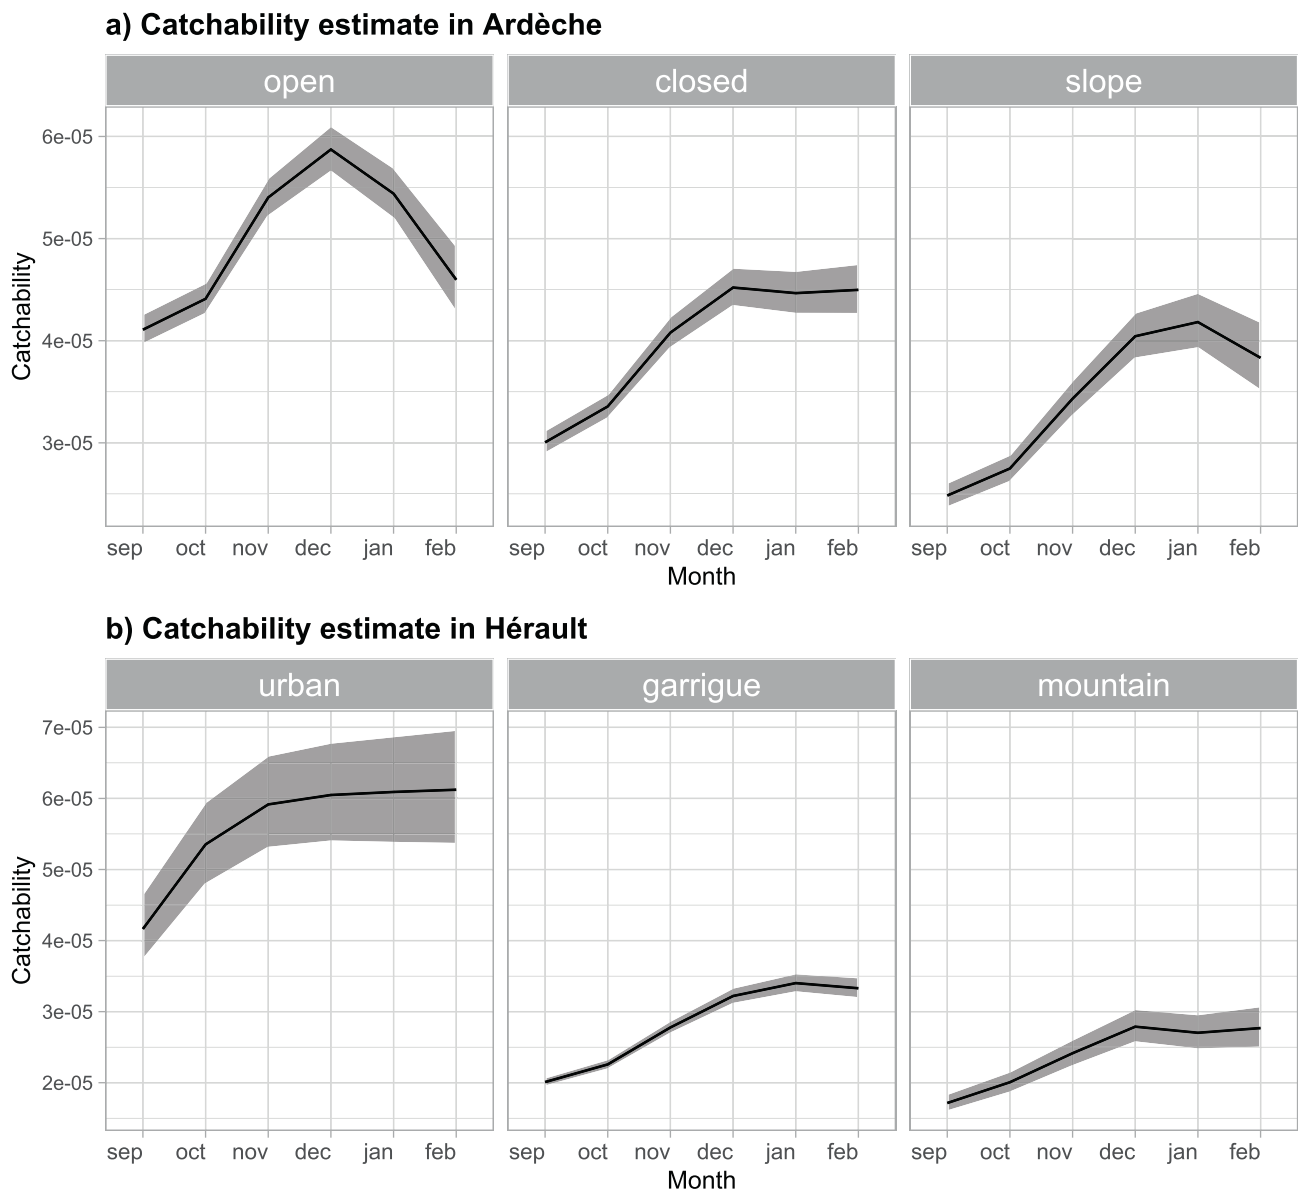 a) Catchability estimate in Ardèche
open closed slope
6e-05
5e-05
4e-05
3e-05
Catchability
sep oct nov dec jan feb sep oct nov dec jan feb sep oct nov dec jan feb
Month
b) Catchability estimate in Hérault
urban garrigue mountain
7e-05
6e-05
5e-05
4e-05
3e-05
2e-05
Catchability
sep oct nov dec jan feb sep oct nov dec jan feb sep oct nov dec jan feb
Month